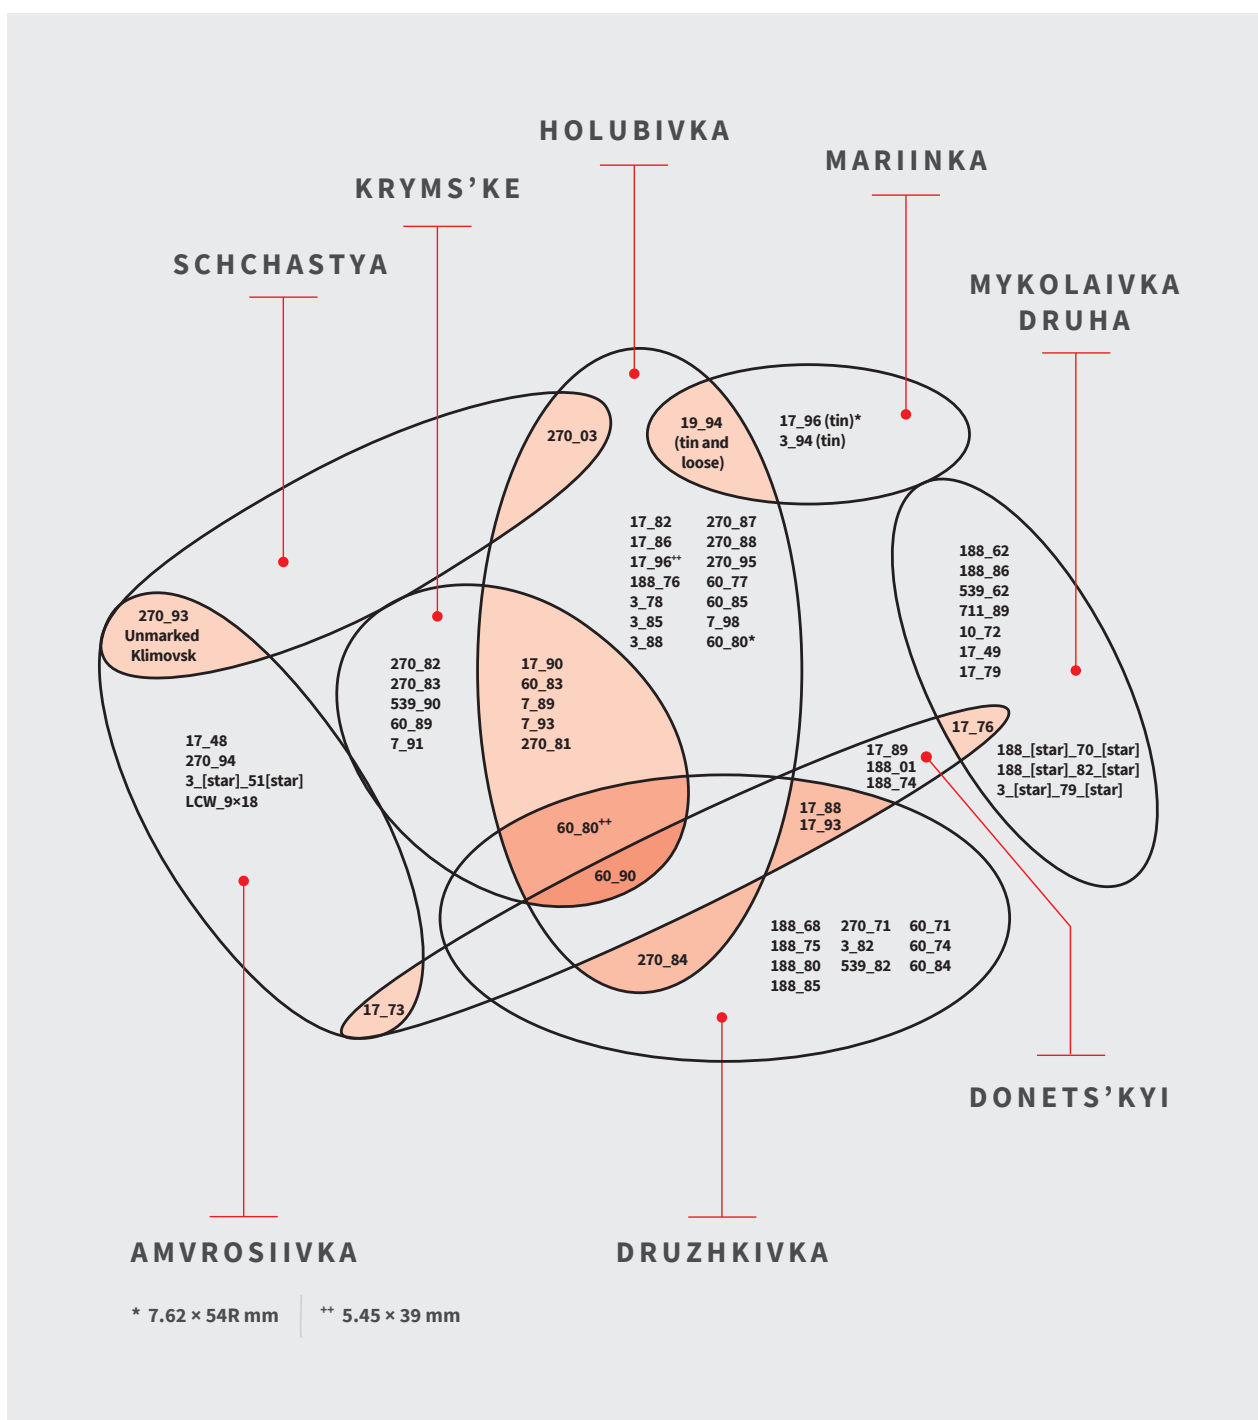 HOLUBIVKA
MARIINKA
KRYMS’KE
SCHCHASTYA
MYKOLAIVKA
DRUHA
270_03
19_94
(tin and
loose)
17_96 (tin)*
3_94 (tin)
17_82
17_86
17_96++
188_76
3_78
3_85
3_88
270_87
270_88
270_95
60_77
60_85
7_98
60_80*
188_62
188_86
539_62
711_89
10_72
17_49
17_79
270_93
Unmarked
Klimovsk
270_82
270_83
539_90
60_89
7_91
17_90
60_83
7_89
7_93
270_81
17_76
17_48
270_94
3_[star]_51[star]
LCW_9×18
17_89
188_01
188_74
188_[star]_70_[star]
188_[star]_82_[star]
3_[star]_79_[star]
17_88
17_93
60_80++
60_90
188_68
188_75
188_80
188_85
270_71
3_82
539_82
60_71
60_74
60_84
270_84
17_73
DONETS’KYI
AMVROSIIVKA
DRUZHKIVKA
* 7.62 × 54R mm
++ 5.45 × 39 mm